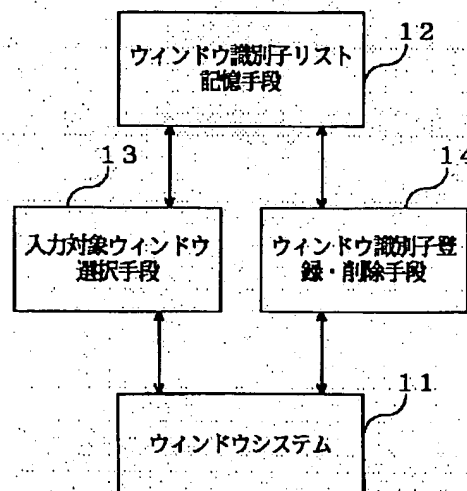 12
ウィンドウ識別子リスト
記憶手段
13
14
入力対象ウィンドウ
選択手段
ウィンドウ識別子登
録・削除手段
11
ウインドウシステム